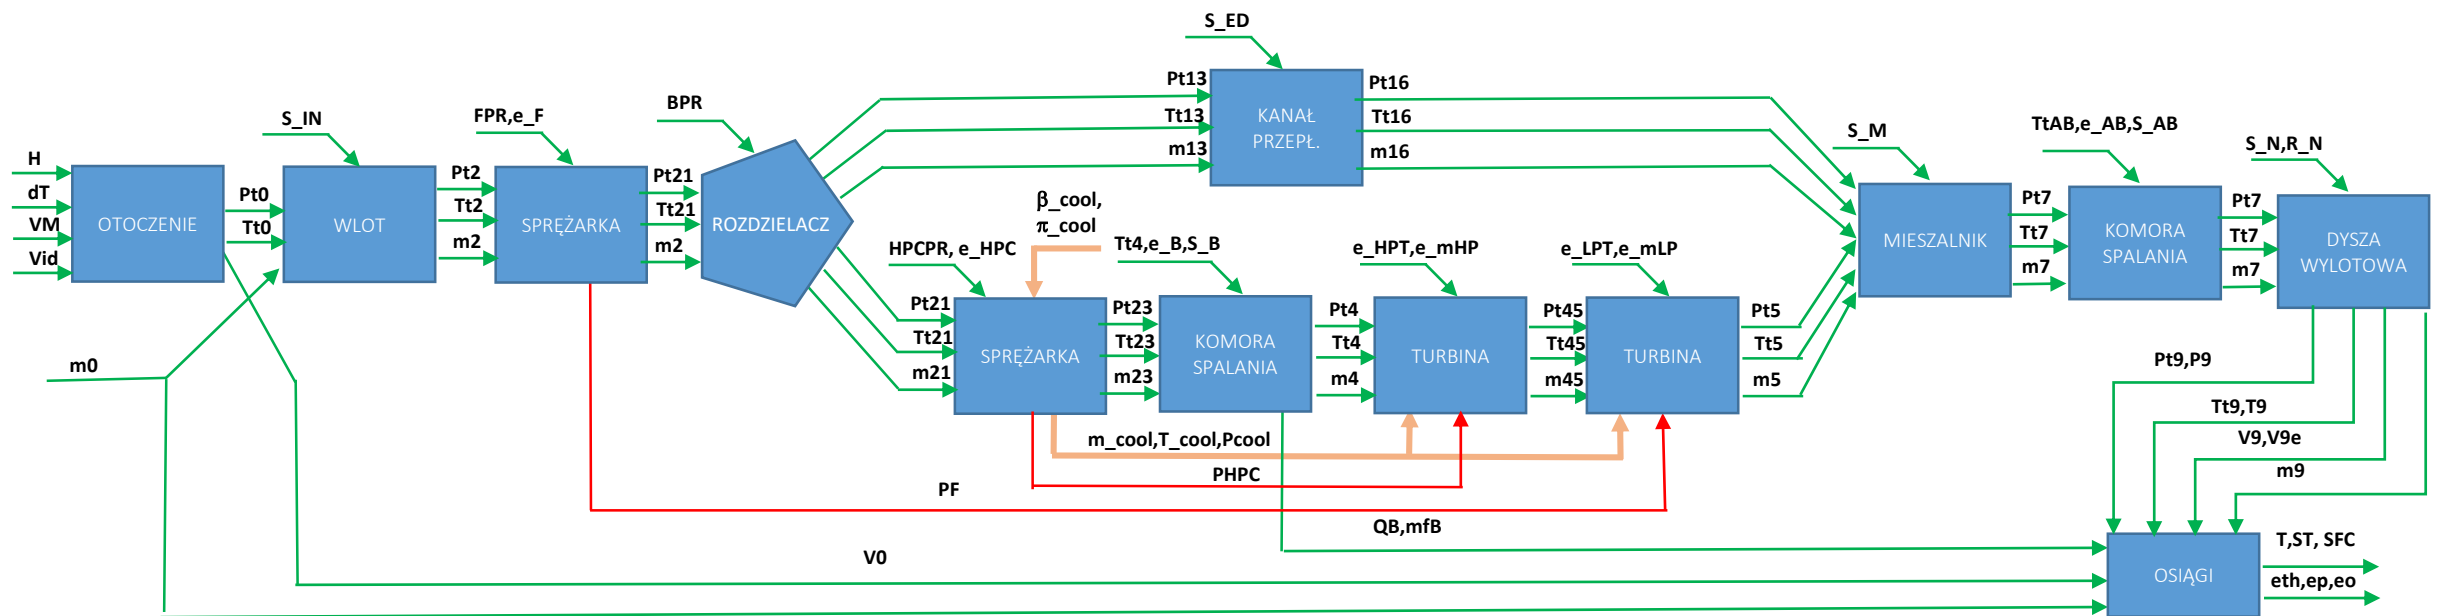 S_ED
H
dT
VM
Vid
OTOCZENIE
Pt0
Tt0
m0
S_IN
WLOT
Pt2
Tt2
m2
FPR,e_F
SPRĘŻARKA
Pt21
Tt21
m2
BPR
ROZDZIELACZ
Pt13
Tt13
m13
KANAŁ
PRZEPŁ.
Pt16
Tt16
m16
β_cool,
π_cool
HPCPR, e_HPC
Pt21
Tt21
m21
SPRĘŻARKA
Pt23
Tt23
m23
Tt4,e_B,S_B
KOMORA
SPALANIA
Pt4
Tt4
m4
e_HPT,e_mHP
TURBINA
Pt45
Tt45
m45
e_LPT,e_mLP
TURBINA
Pt5
Tt5
m5
S_M
MIESZALNIK
Pt7
Tt7
m7
TtAB,e_AB,S_AB
KOMORA
SPALANIA
Pt7
Tt7
m7
S_N,R_N
DYSZA
WYLOTOWA
m_cool,T_cool,Pcool
PHPC
PF
QB,mfB
V0
Pt9,P9
Tt9,T9
V9,V9e
m9
OSIĄGI
T,ST, SFC
eth,ep,eo